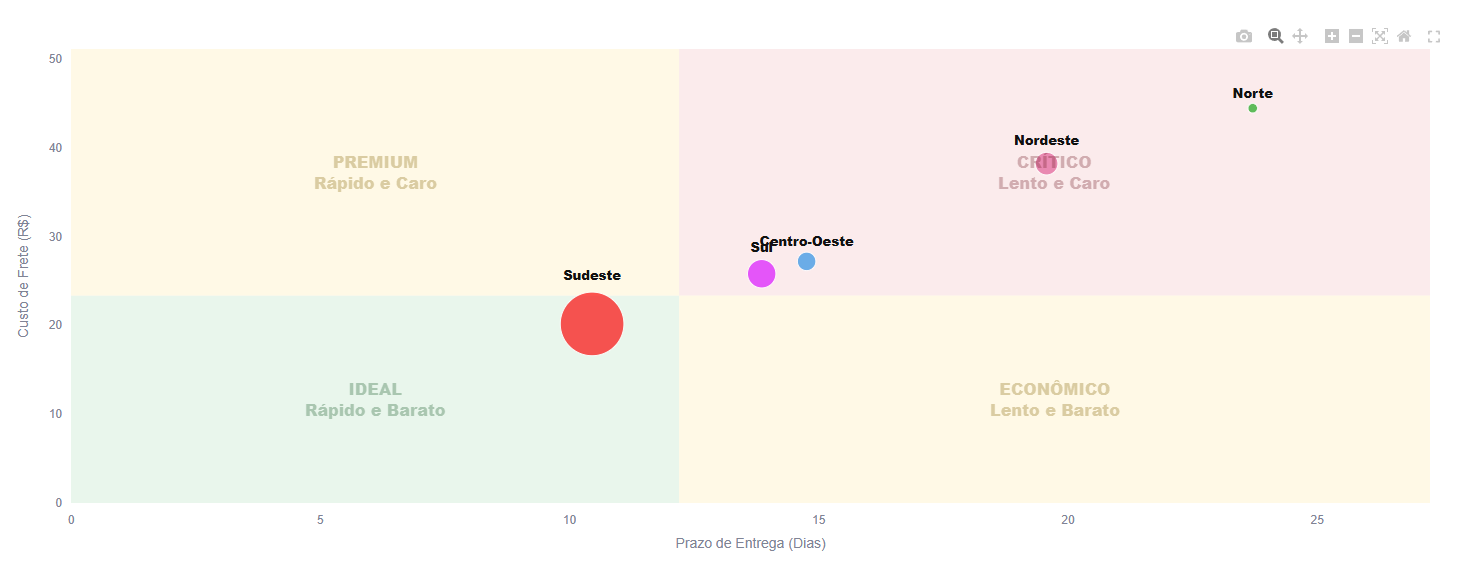 50
40
30
20
10
0
Custo de Frete (R$)
PREMIUM
Rápido e Caro
CRÍTICO
Lento e Caro
IDEAL
Rápido e Barato
ECONÔMICO
Lento e Barato
Norte
Nordeste
Centro-Oeste
Sul
Sudeste
0
5
10
15
20
25
Prazo de Entrega (Dias)